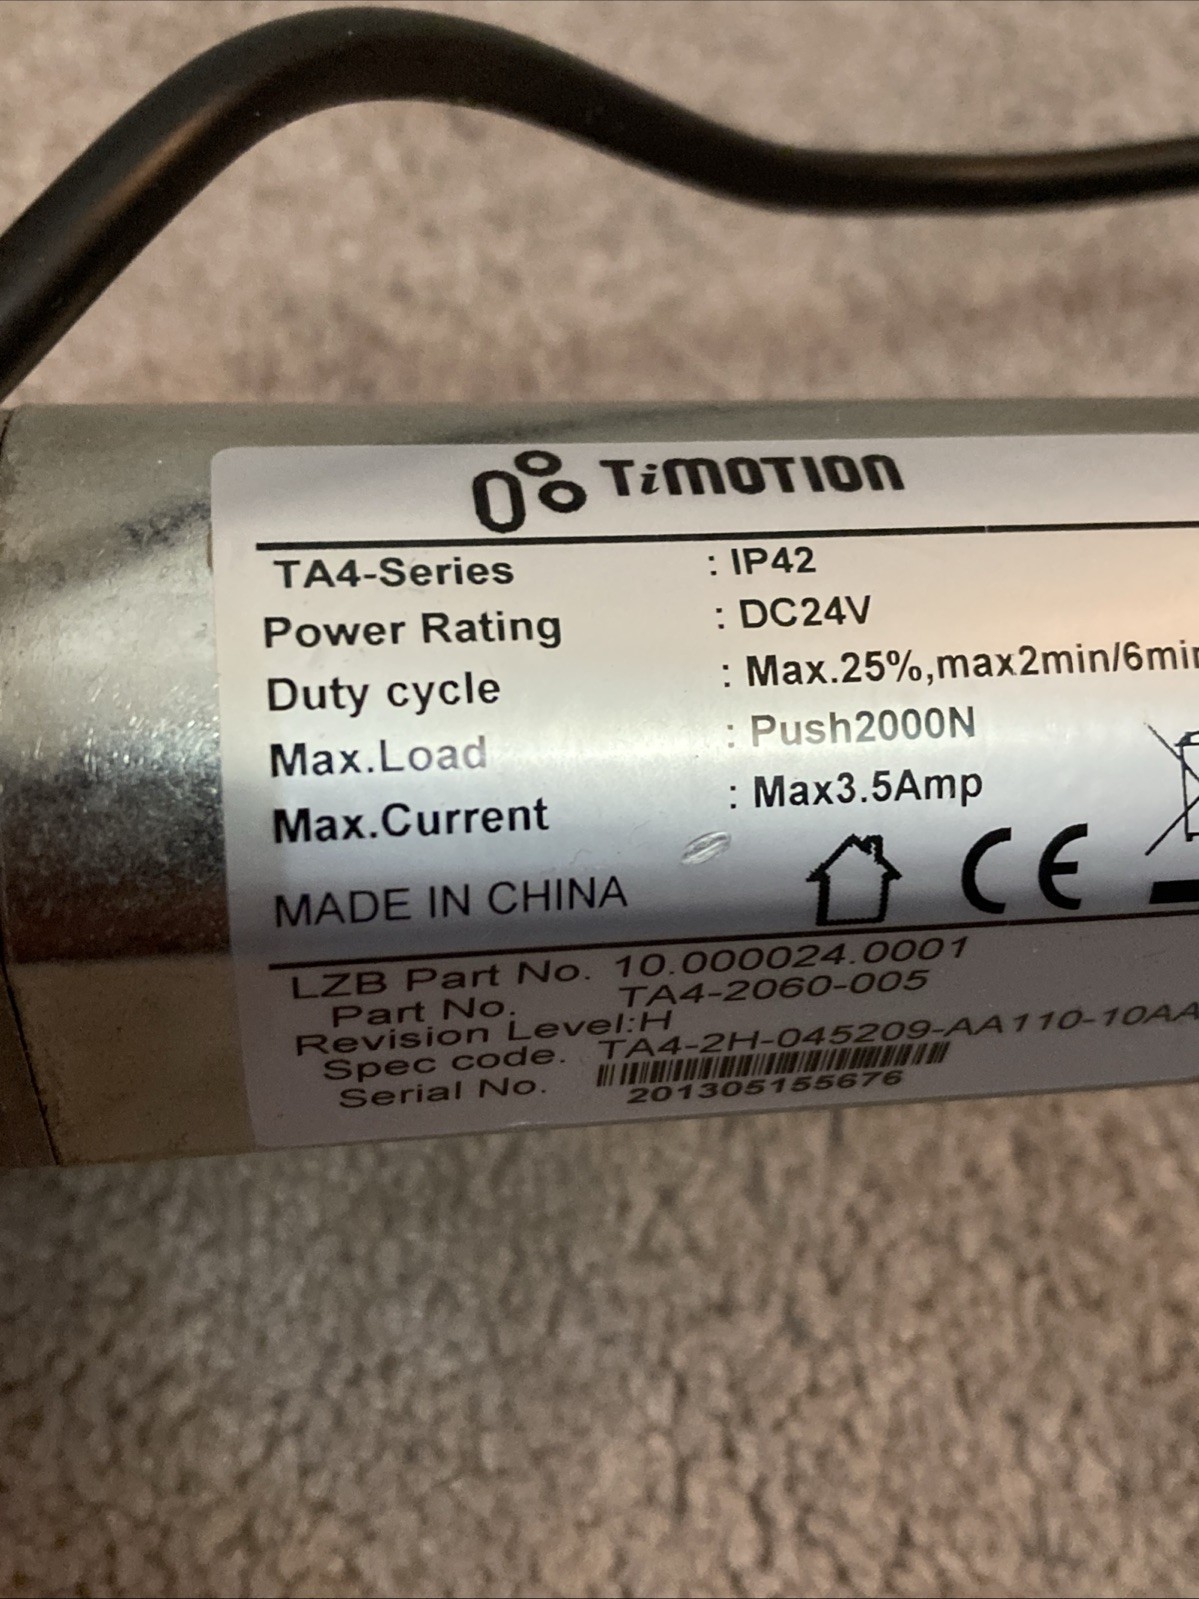 TiMOTION
TA4-Series : IP42
Power Rating : DC24V
Duty cycle : Max.25%,max2min/6min
Max.Load : Push2000N
Max.Current : Max3.5Amp
MADE IN CHINA CE
LZB Part No. 10.000024.0001
Part No. TA4-2060-005
Revision Level:H
Spec code. TA4-2H-045209-AA110-10AA
Serial No. 201305155676